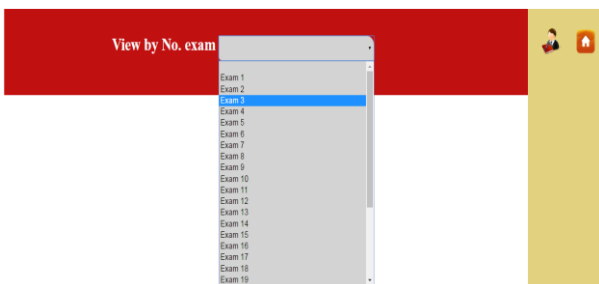 View by No. exam
Exam 1
Exam 2
Exam 3
Exam 4
Exam 5
Exam 6
Exam 7
Exam 8
Exam 9
Exam 10
Exam 11
Exam 12
Exam 13
Exam 14
Exam 15
Exam 16
Exam 17
Exam 18
Exam 19